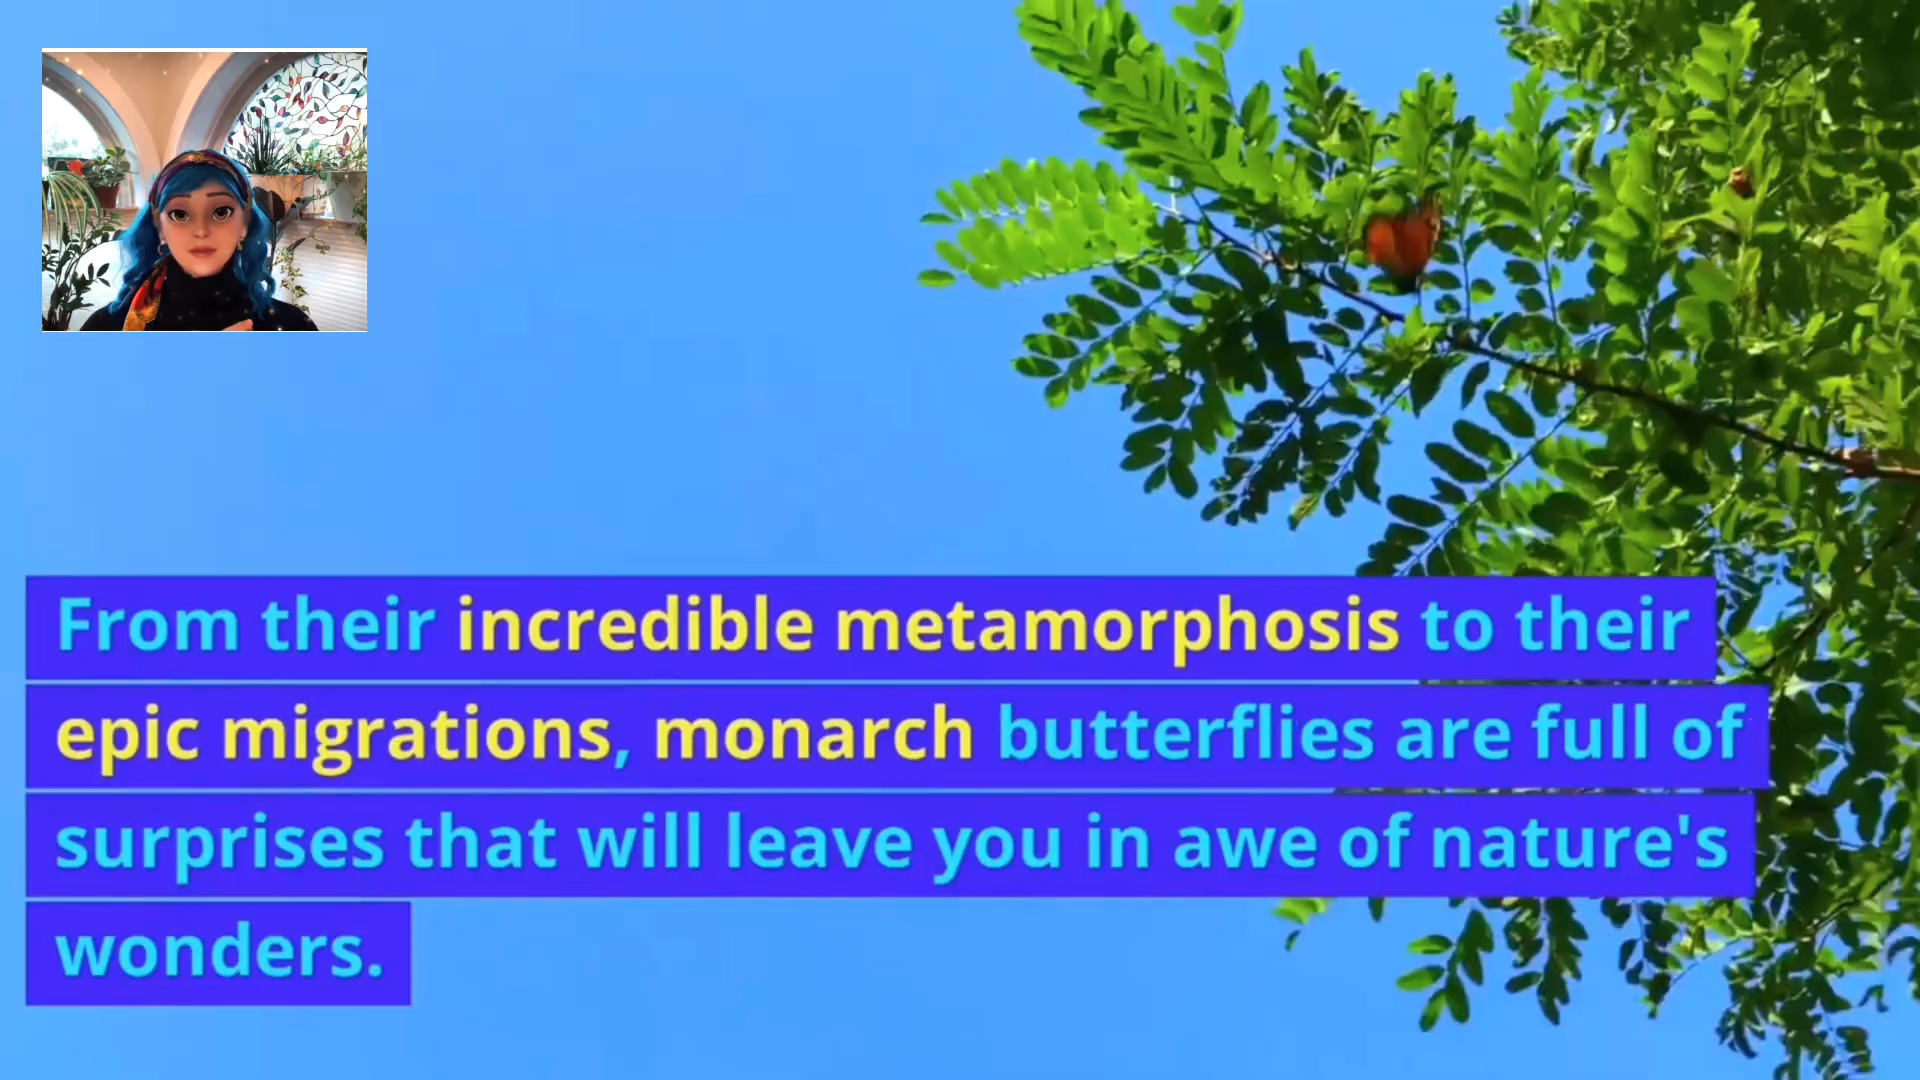 From their incredible metamorphosis to their
epic migrations, monarch butterflies are full of
surprises that will leave you in awe of nature's
wonders.